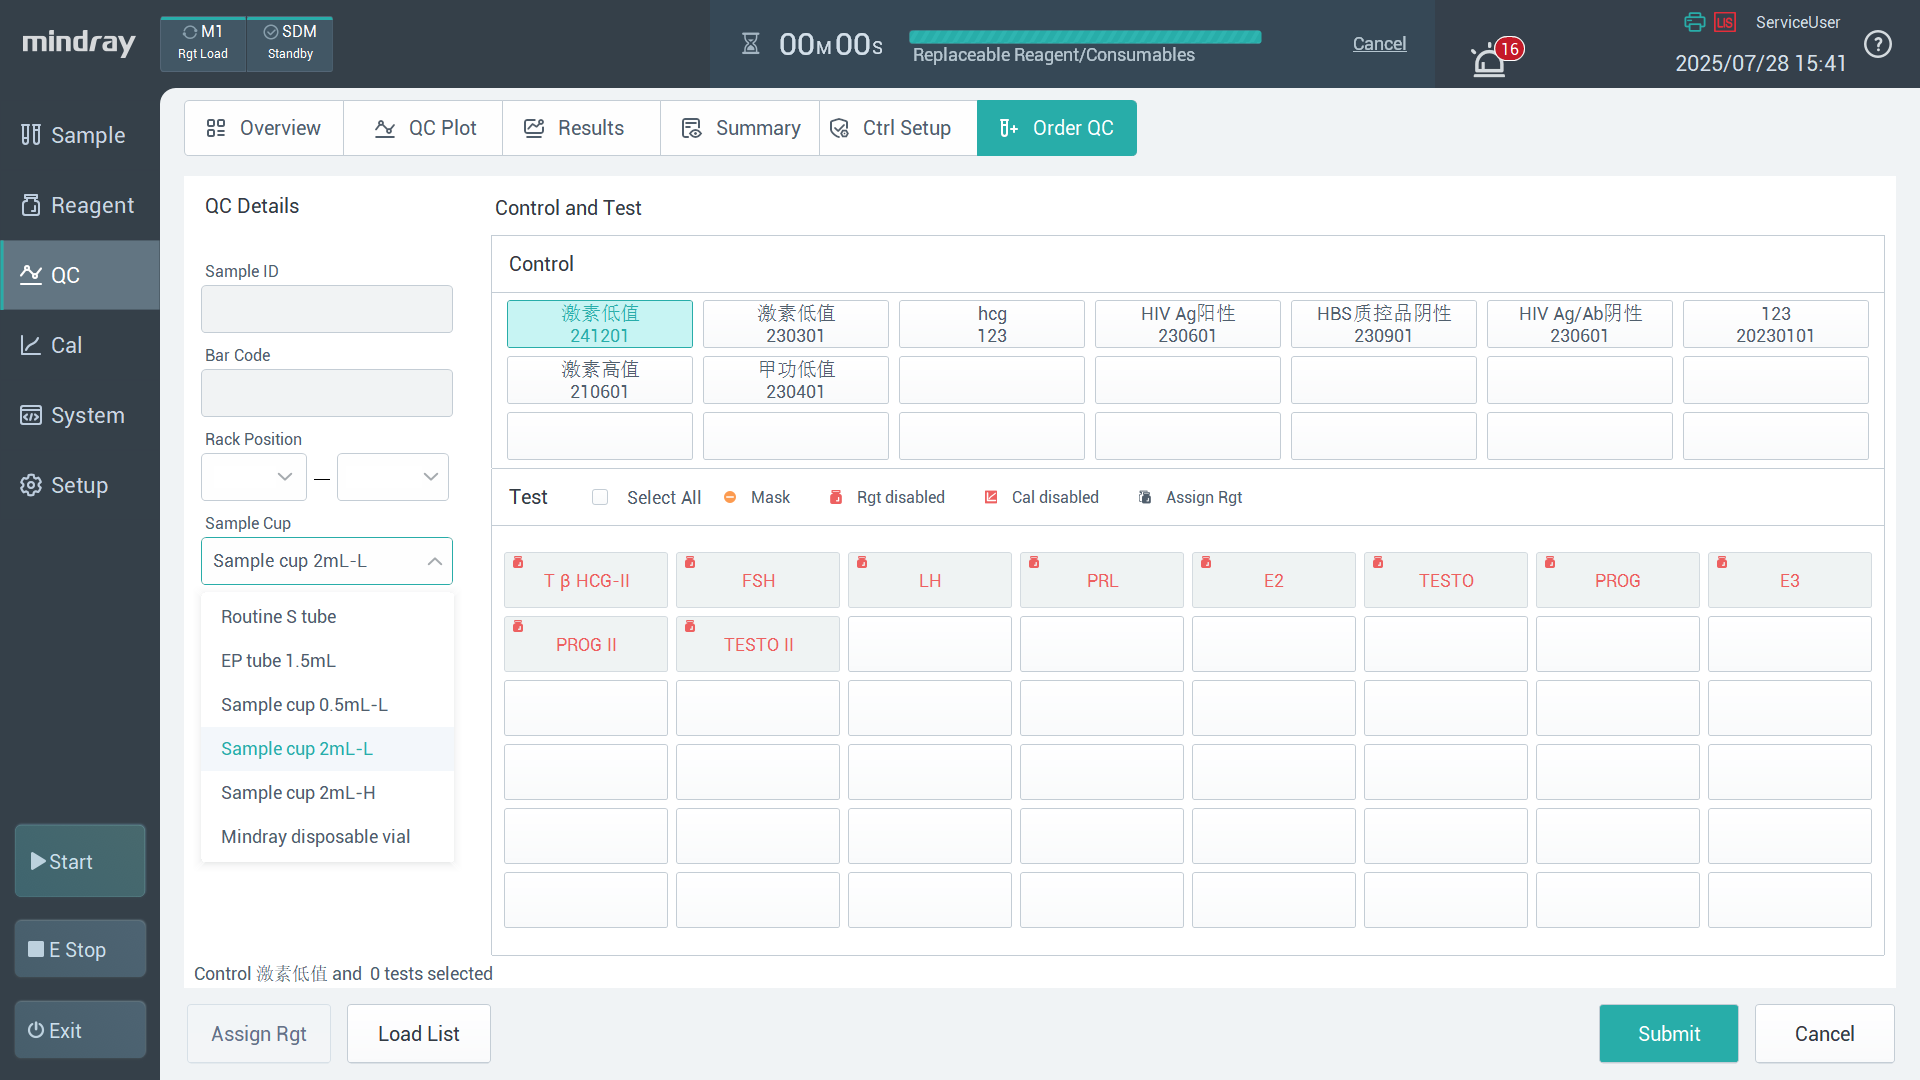 mindray
M1
Rgt Load
SDM
Standby
00M00S
Replaceable Reagent/Consumables
Cancel
16
LIS
ServiceUser
2025/07/28 15:41
?
Sample
Reagent
QC
Cal
System
Setup
Start
E Stop
Exit
Overview
QC Plot
Results
Summary
Ctrl Setup
Order QC
QC Details
Sample ID
Bar Code
Rack Position
—
Sample Cup
Sample cup 2mL-L
Routine S tube
EP tube 1.5mL
Sample cup 0.5mL-L
Sample cup 2mL-L
Sample cup 2mL-H
Mindray disposable vial
Control and Test
Control
激素低值
241201
激素低值
230301
hcg
123
HIV Ag阳性
230601
HBS质控品阴性
230901
HIV Ag/Ab阴性
230601
123
20230101
激素高值
210601
甲功低值
230401
Test
Select All
Mask
Rgt disabled
Cal disabled
Assign Rgt
T β HCG-II
FSH
LH
PRL
E2
TESTO
PROG
E3
PROG II
TESTO II
Control 激素低值 and 0 tests selected
Assign Rgt
Load List
Submit
Cancel